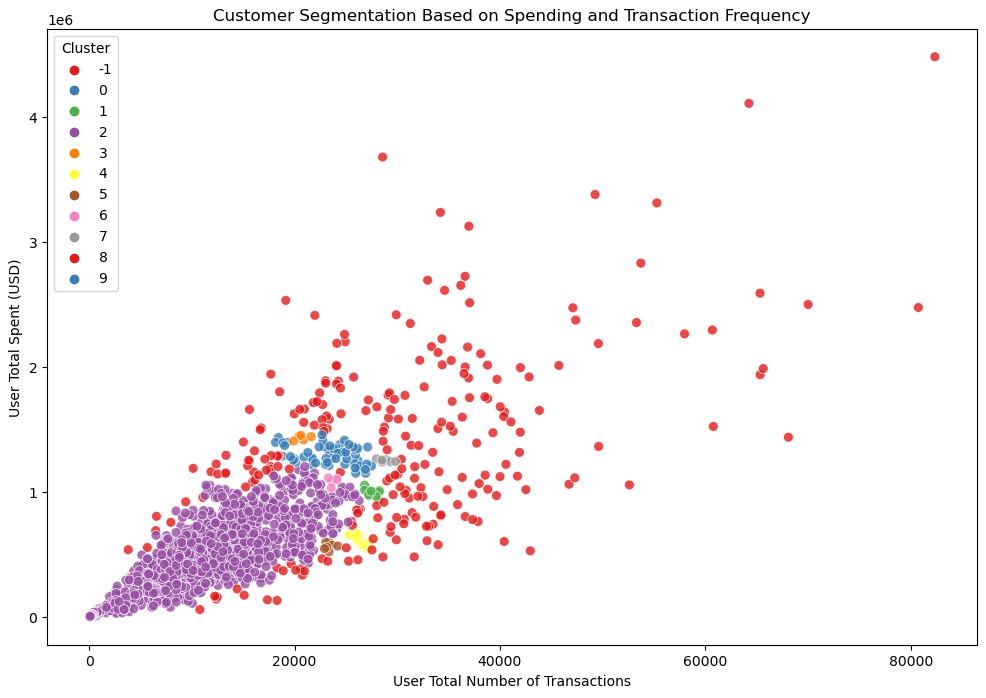 Customer Segmentation Based on Spending and Transaction Frequency
1e6
Cluster
-1
0
1
2
3
4
5
6
7
8
9
4
3
2
1
0
User Total Spent (USD)
0 20000 40000 60000 80000
User Total Number of Transactions